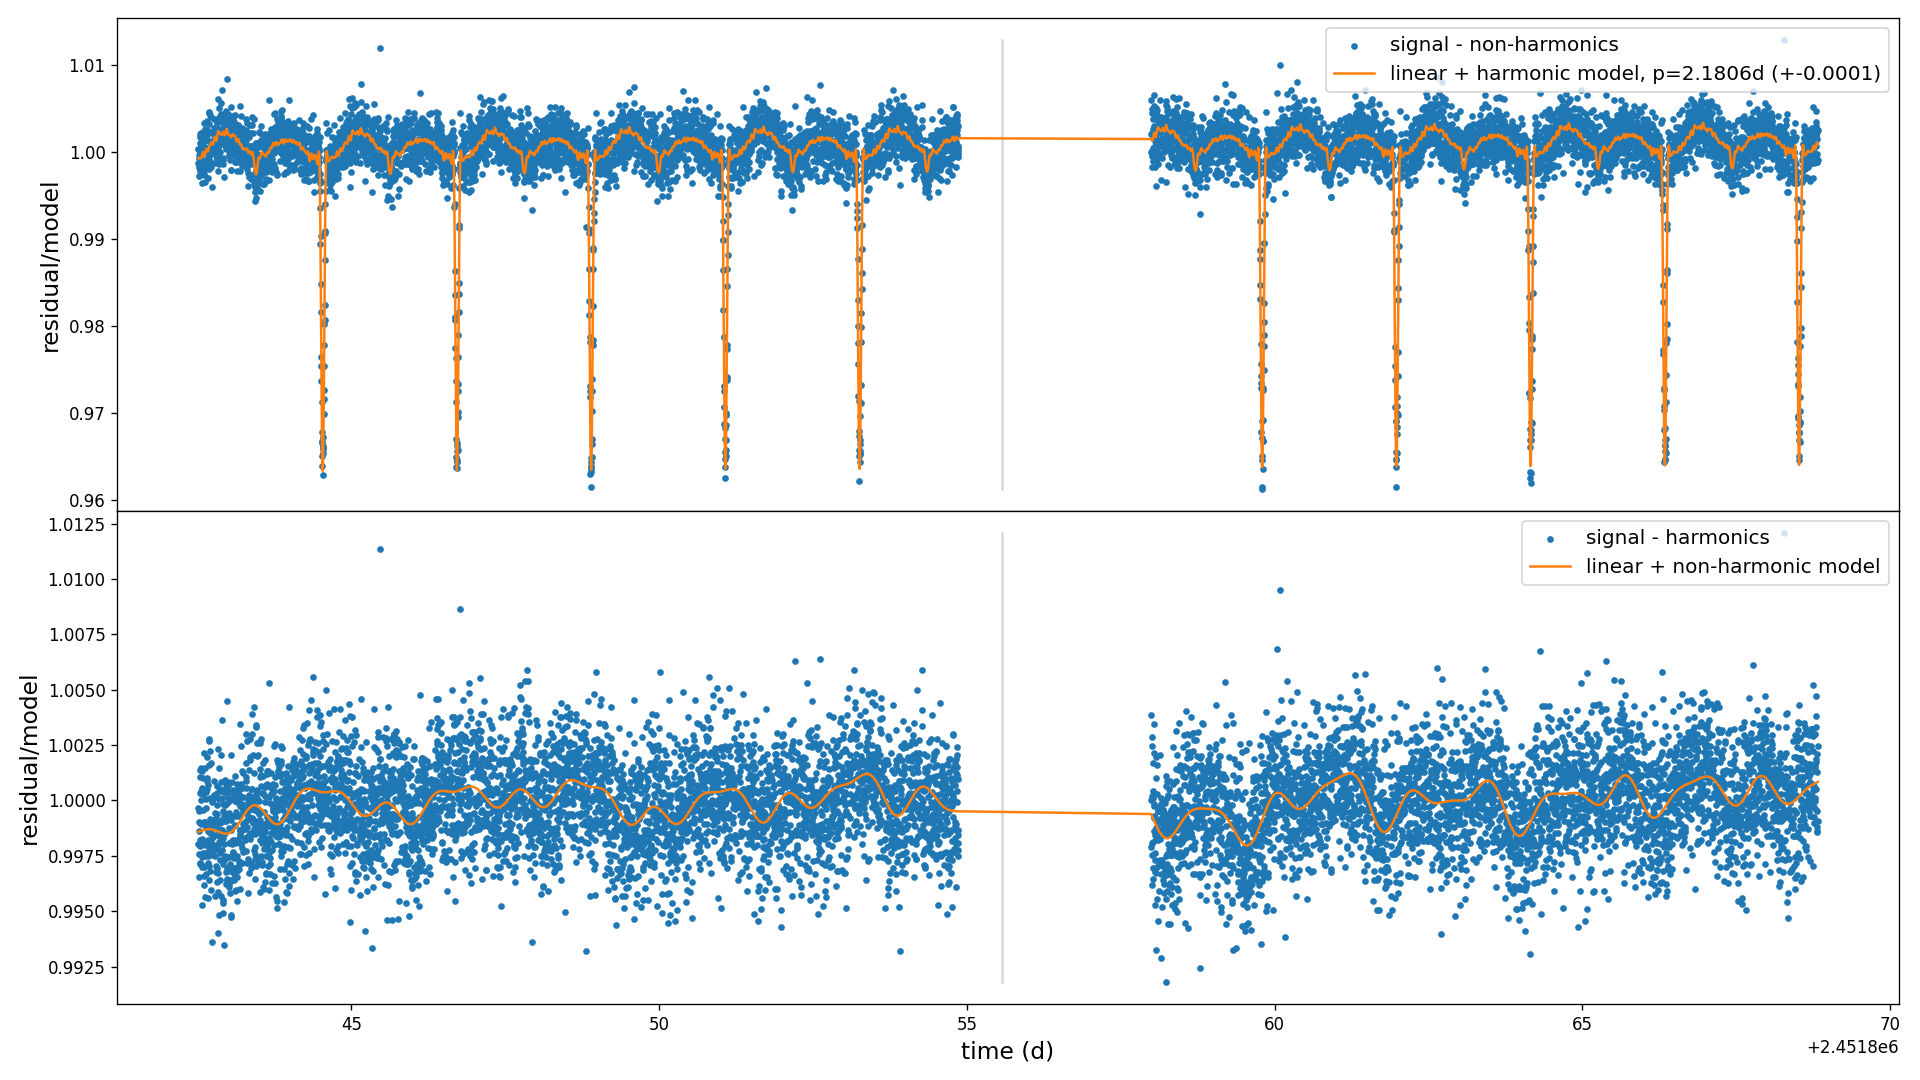 signal - non-harmonics
linear + harmonic model, p=2.1806d (+-0.0001)
1.01
1.00
0.99
0.98
0.97
0.96
residual/model
signal - harmonics
linear + non-harmonic model
1.0125
1.0100
1.0075
1.0050
1.0025
1.0000
0.9975
0.9950
0.9925
residual/model
45 50 55 60 65 70
time (d)
+2.4518e6